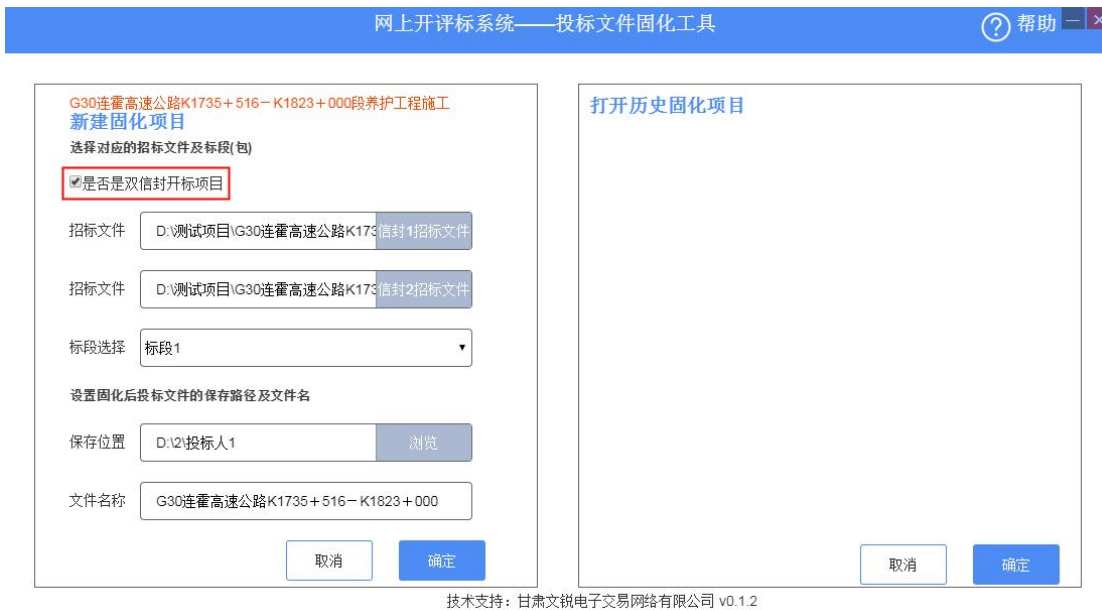 网上开评标系统——投标文件固化工具
? 帮助
G30连霍高速公路K1735+516-K1823+000段养护工程施工
新建固化项目
选择对应的招标文件及标段(包)
是否是双信封开标项目
招标文件 D:\测试项目\G30连霍高速公路K173 信封1招标文件
招标文件 D:\测试项目\G30连霍高速公路K173 信封2招标文件
标段选择 标段1
设置固化后投标文件的保存路径及文件名
保存位置 D:\2\投标人1 浏览
文件名称 G30连霍高速公路K1735+516-K1823+000
取消 确定
打开历史固化项目
取消 确定
技术支持：甘肃文锐电子交易网络有限公司 v0.1.2